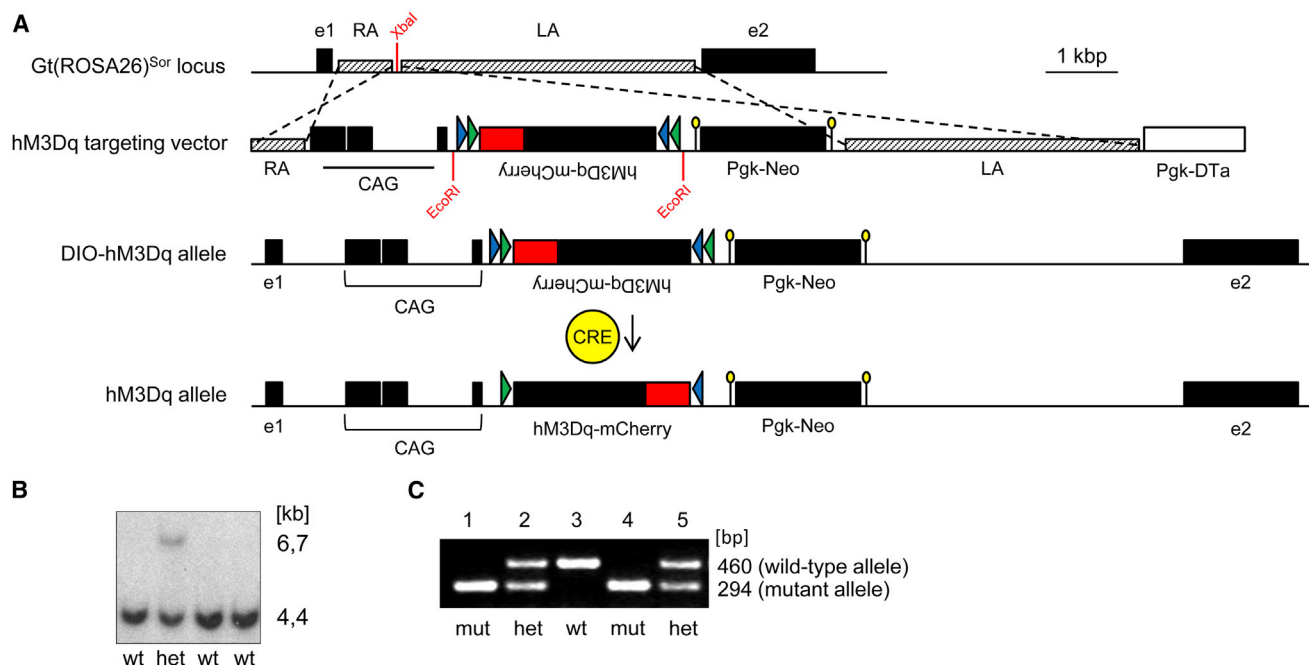 A
e1 RA XbaI LA e2
Gt(ROSA26)Sor locus
1 kbp
hM3Dq targeting vector
RA CAG EcoRI hM3Dq-mCherry EcoRI Pgk-Neo LA Pgk-DTa
DIO-hM3Dq allele
e1 CAG hM3Dq-mCherry Pgk-Neo e2
CRE
hM3Dq allele
e1 CAG hM3Dq-mCherry Pgk-Neo e2
B
[kb]
6,7
4,4
wt het wt wt
C
1 2 3 4 5
[bp]
460 (wild-type allele)
294 (mutant allele)
mut het wt mut het